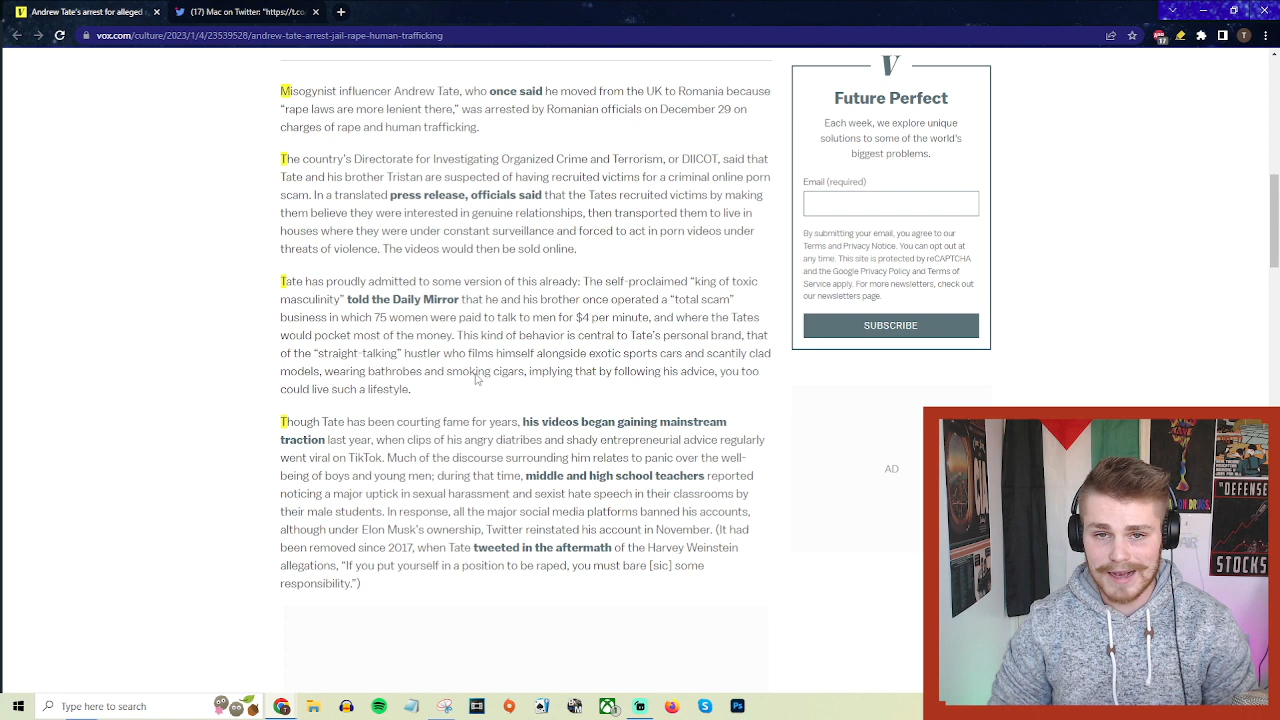 Andrew Tate's arrest for alleged
(17) Mac on Twitter: "https://t.co
vox.com/culture/2023/1/4/23539528/andrew-tate-arrest-jail-rape-human-trafficking
17
T
Misogynist influencer Andrew Tate, who once said he moved from the UK to Romania because
"rape laws are more lenient there," was arrested by Romanian officials on December 29 on
charges of rape and human trafficking.
The country's Directorate for Investigating Organized Crime and Terrorism, or DIICOT, said that
Tate and his brother Tristan are suspected of having recruited victims for a criminal online porn
scam. In a translated press release, officials said that the Tates recruited victims by making
them believe they were interested in genuine relationships, then transported them to live in
houses where they were under constant surveillance and forced to act in porn videos under
threats of violence. The videos would then be sold online.
Tate has proudly admitted to some version of this already: The self-proclaimed "king of toxic
masculinity" told the Daily Mirror that he and his brother once operated a "total scam"
business in which 75 women were paid to talk to men for $4 per minute, and where the Tates
would pocket most of the money. This kind of behavior is central to Tate's personal brand, that
of the "straight-talking" hustler who films himself alongside exotic sports cars and scantily clad
models, wearing bathrobes and smoking cigars, implying that by following his advice, you too
could live such a lifestyle.
Though Tate has been courting fame for years, his videos began gaining mainstream
traction last year, when clips of his angry diatribes and shady entrepreneurial advice regularly
went viral on TikTok. Much of the discourse surrounding him relates to panic over the well-
being of boys and young men; during that time, middle and high school teachers reported
noticing a major uptick in sexual harassment and sexist hate speech in their classrooms by
their male students. In response, all the major social media platforms banned his accounts,
although under Elon Musk's ownership, Twitter reinstated his account in November. (It had
been removed since 2017, when Tate tweeted in the aftermath of the Harvey Weinstein
allegations, "If you put yourself in a position to be raped, you must bare [sic] some
responsibility.")
V
Future Perfect
Each week, we explore unique
solutions to some of the world's
biggest problems.
Email (required)
By submitting your email, you agree to our
Terms and Privacy Notice. You can opt out at
any time. This site is protected by reCAPTCHA
and the Google Privacy Policy and Terms of
Service apply. For more newsletters, check out
our newsletters page.
SUBSCRIBE
AD
"DEFENSE"
STOCKS
Type here to search